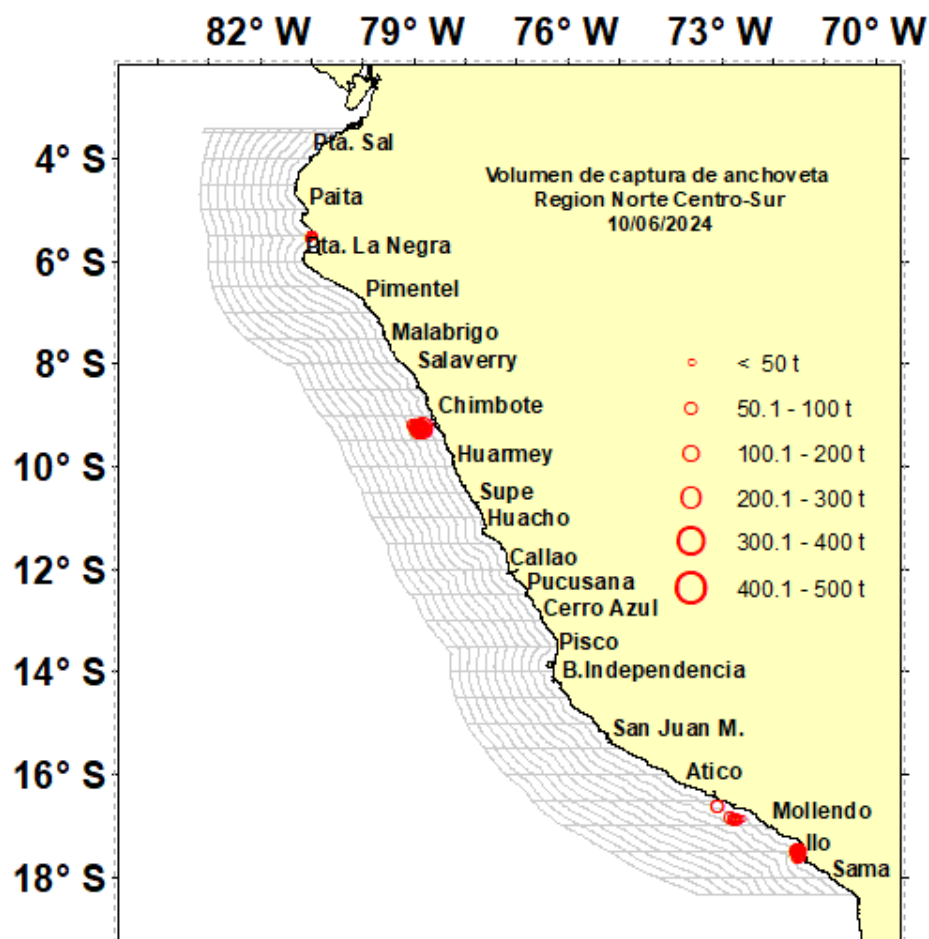 82° W 79° W 76° W 73° W 70° W
4° S
6° S
8° S
10° S
12° S
14° S
16° S
18° S
Volumen de captura de anchoveta
Region Norte Centro-Sur
10/06/2024
Pta. Sal
Paita
Pta. La Negra
Pimentel
Malabrigo
Salaverry
Chimbote
Huarmey
Supe
Huacho
Callao
Pucusana
Cerro Azul
Pisco
B.Independencia
San Juan M.
Atico
Mollendo
Ilo
Sama
< 50 t
50.1 - 100 t
100.1 - 200 t
200.1 - 300 t
300.1 - 400 t
400.1 - 500 t